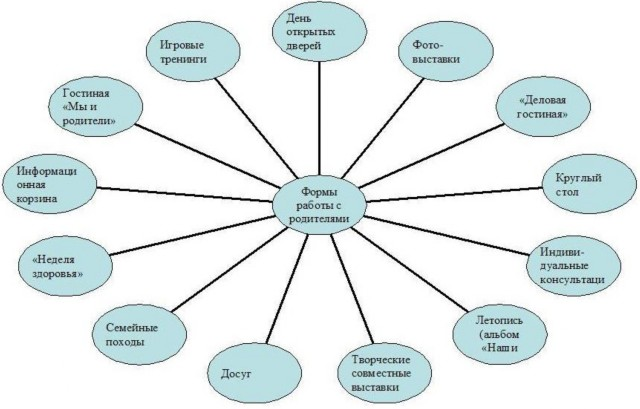 День
открытых
дверей
Фото-
выставки
«Деловая
гостиная»
Круглый
стол
Индиви-
дуальные
консультаци
Летопись
(альбом
«Наши
Творческие
совместные
выставки
Досуг
Семейные
походы
«Неделя
здоровья»
Информаци
онная
корзина
Гостиная
«Мы и
родители»
Игровые
тренинги
Формы
работы с
родителями